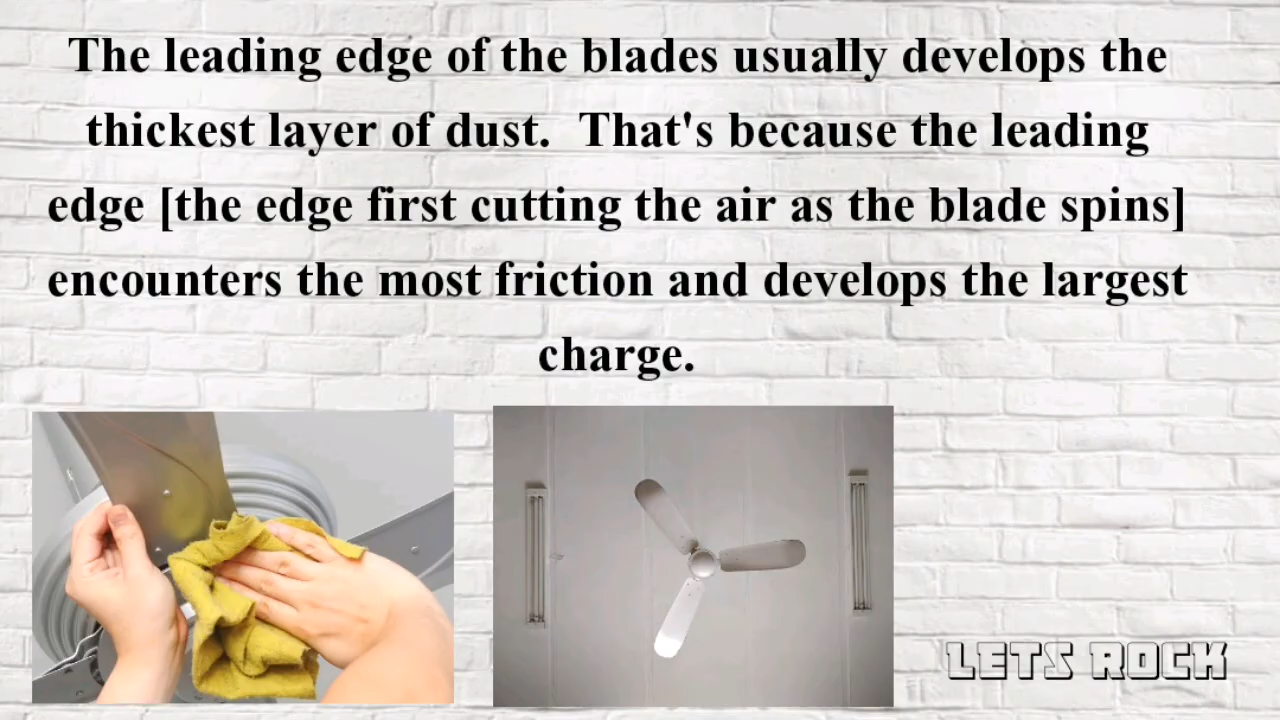 The leading edge of the blades usually develops the
thickest layer of dust.  That's because the leading
edge [the edge first cutting the air as the blade spins]
encounters the most friction and develops the largest
charge.
LETS ROCK